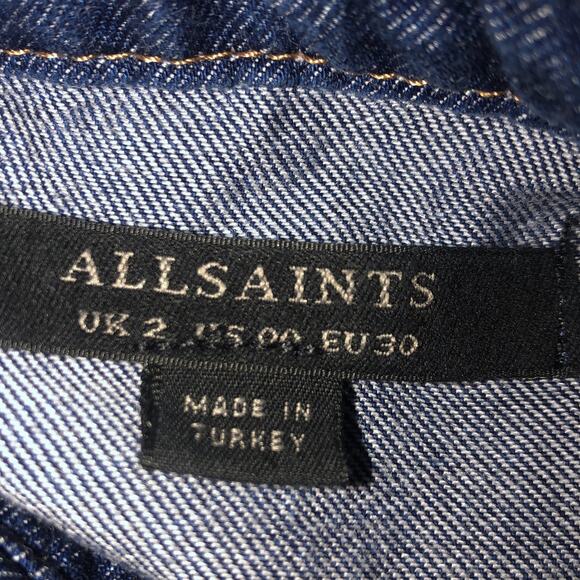 ALLSAINTS
UK 2. US 00. EU 30
MADE IN
TURKEY